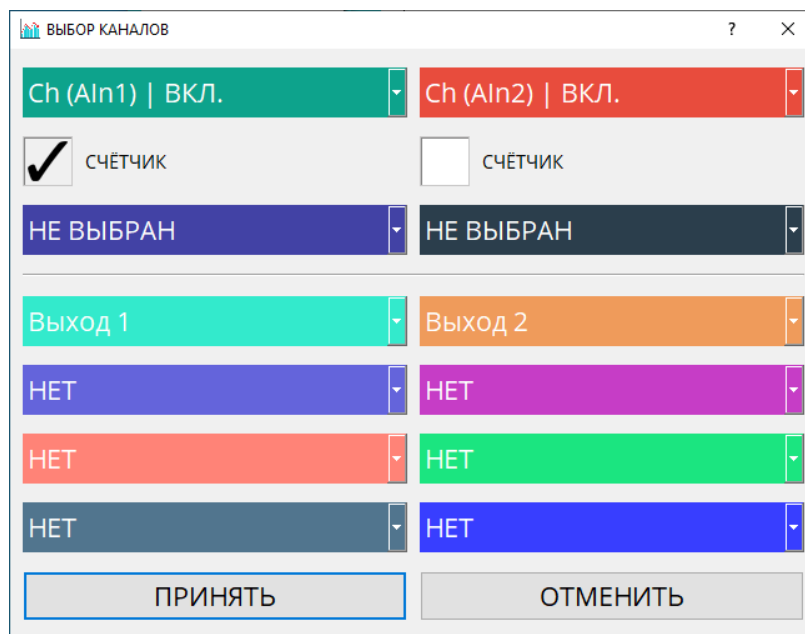 ВЫБОР КАНАЛОВ
?
Ch (AIn1) | ВКЛ.
Ch (AIn2) | ВКЛ.
СЧЁТЧИК
СЧЁТЧИК
НЕ ВЫБРАН
НЕ ВЫБРАН
Выход 1
Выход 2
НЕТ
НЕТ
НЕТ
НЕТ
НЕТ
НЕТ
ПРИНЯТЬ
ОТМЕНИТЬ